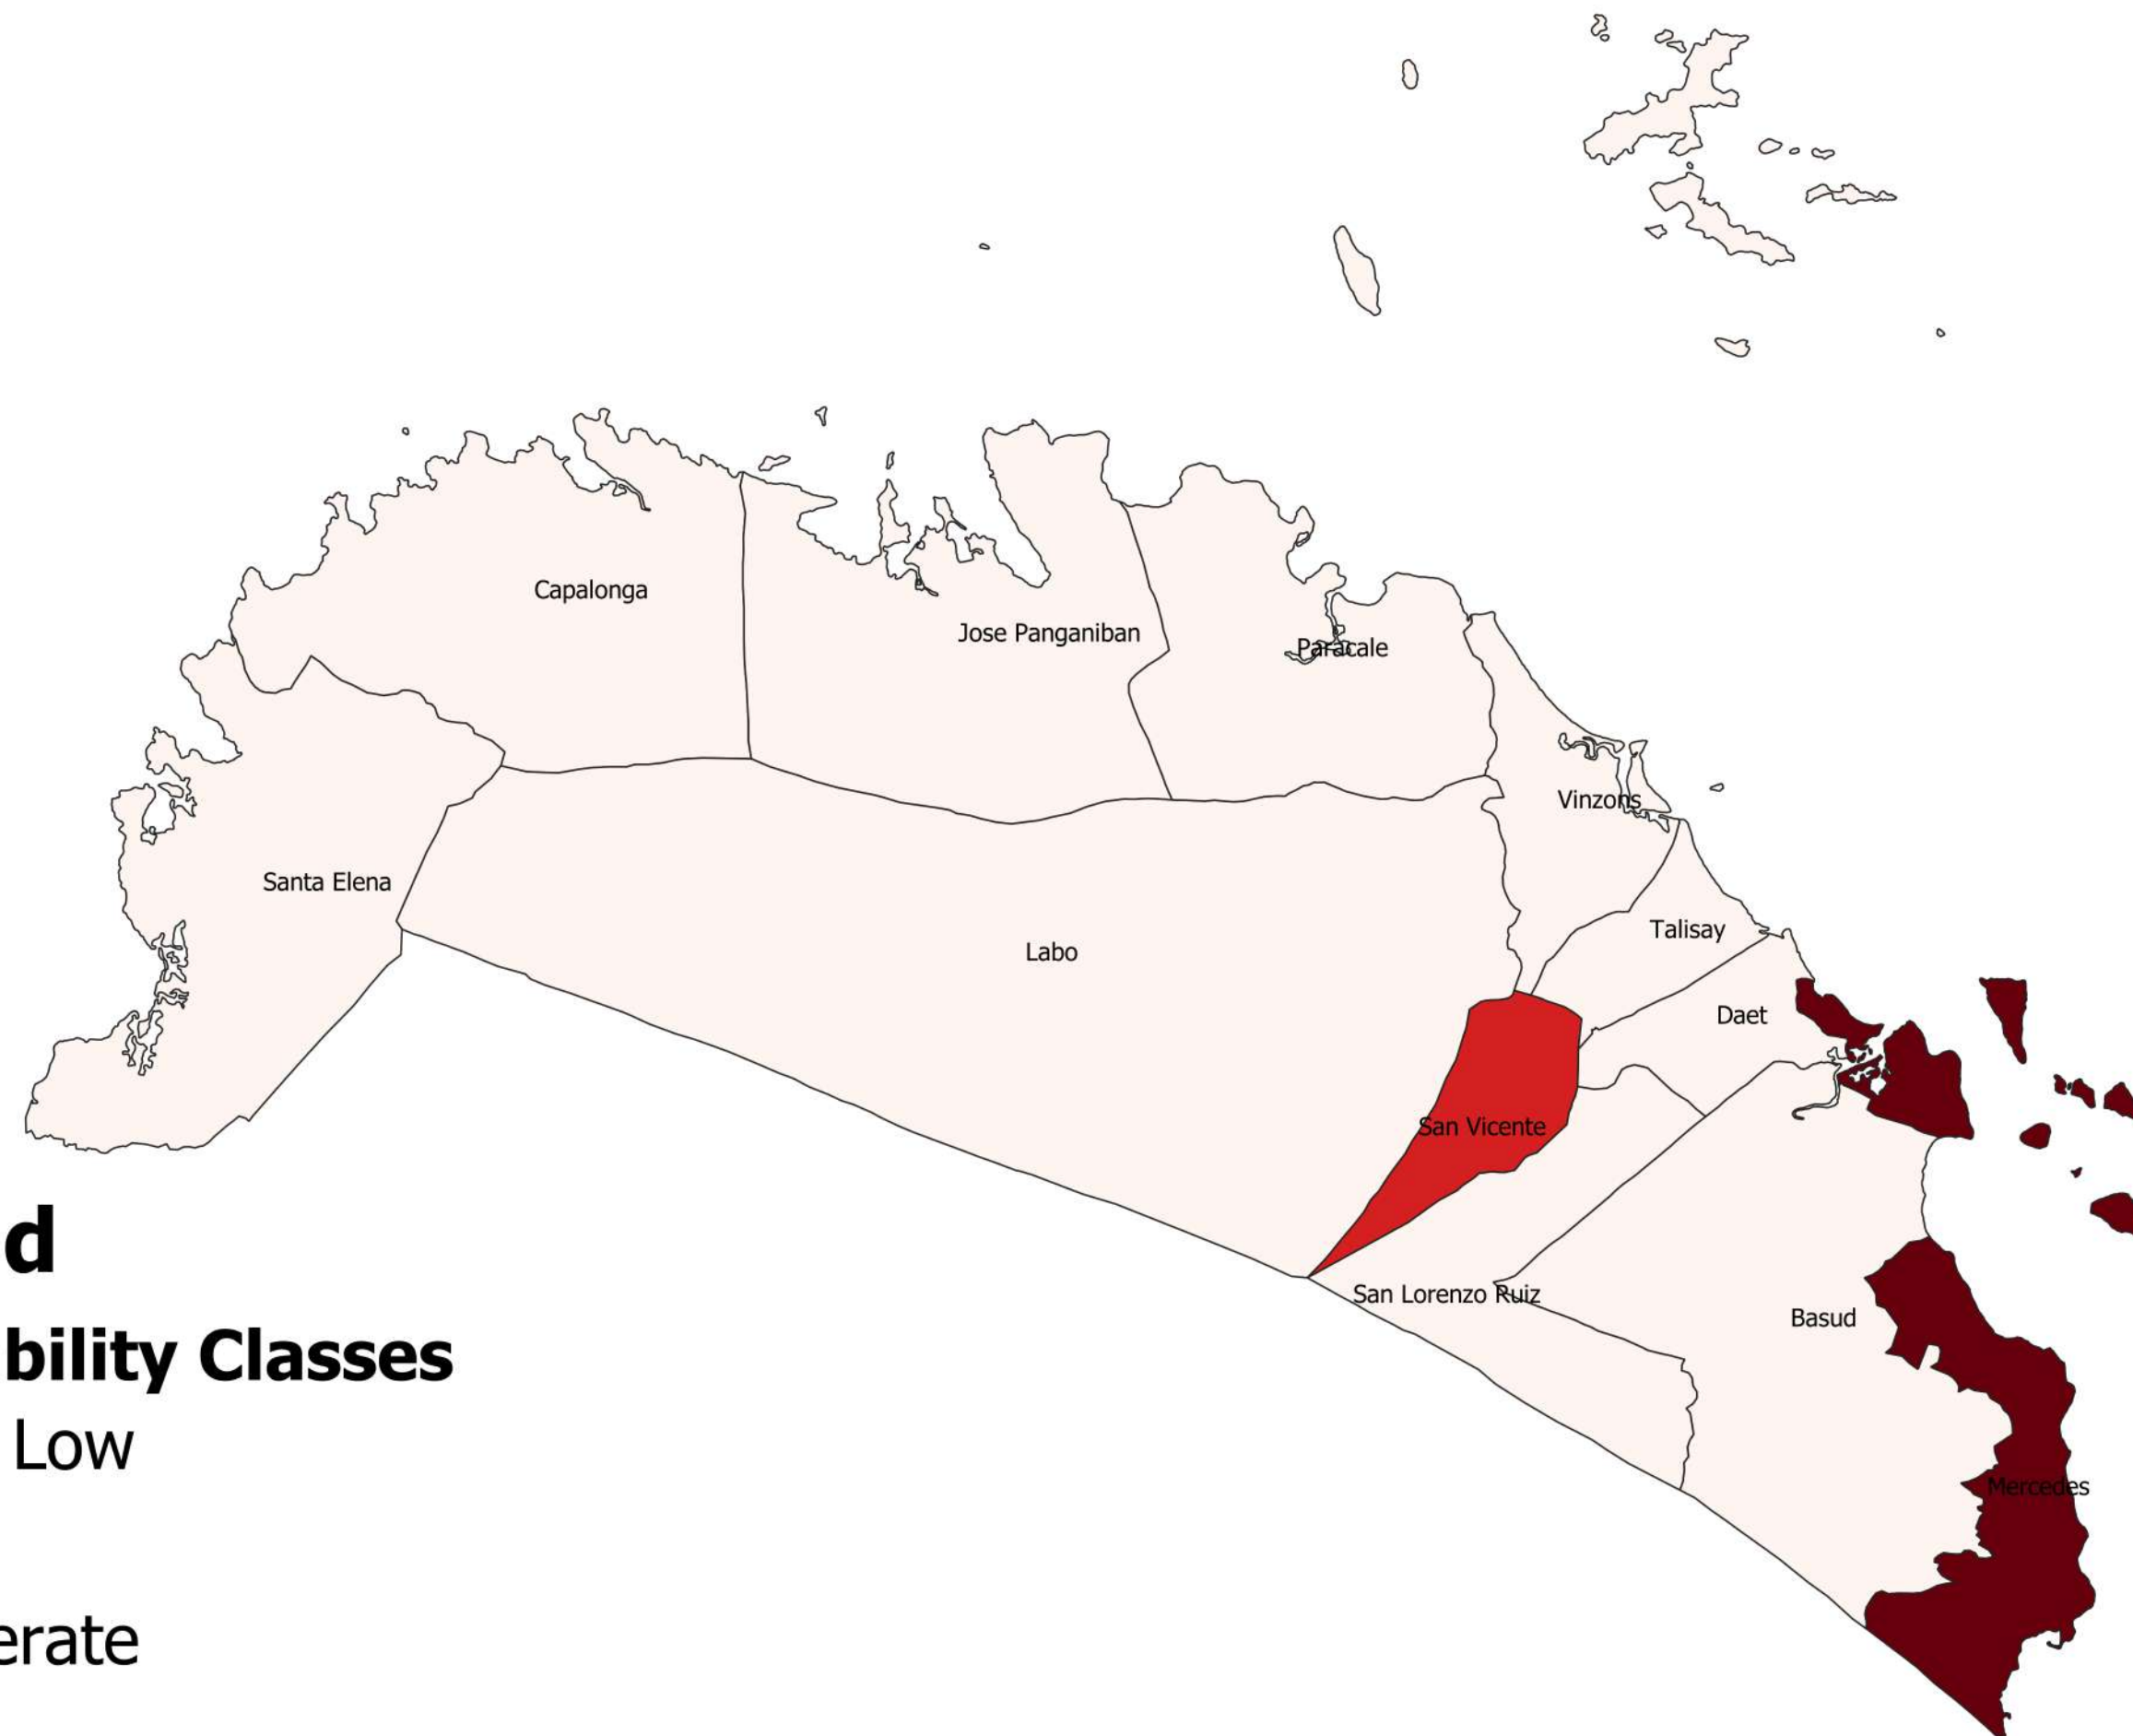 Capalonga
Jose Panganiban
Paracale
Vinzons
Santa Elena
Talisay
Labo
Daet
San Vicente
d
San Lorenzo Ruiz
Basud
bility Classes
Low
Mercedes
erate